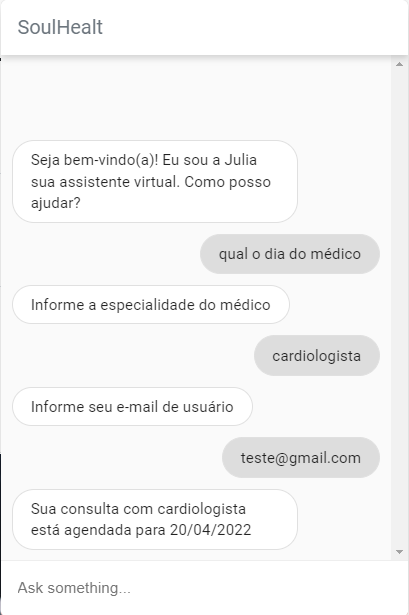 SoulHealt
Seja bem-vindo(a)! Eu sou a Julia
sua assistente virtual. Como posso
ajudar?
qual o dia do médico
Informe a especialidade do médico
cardiologista
Informe seu e-mail de usuário
teste@gmail.com
Sua consulta com cardiologista
está agendada para 20/04/2022
Ask something...